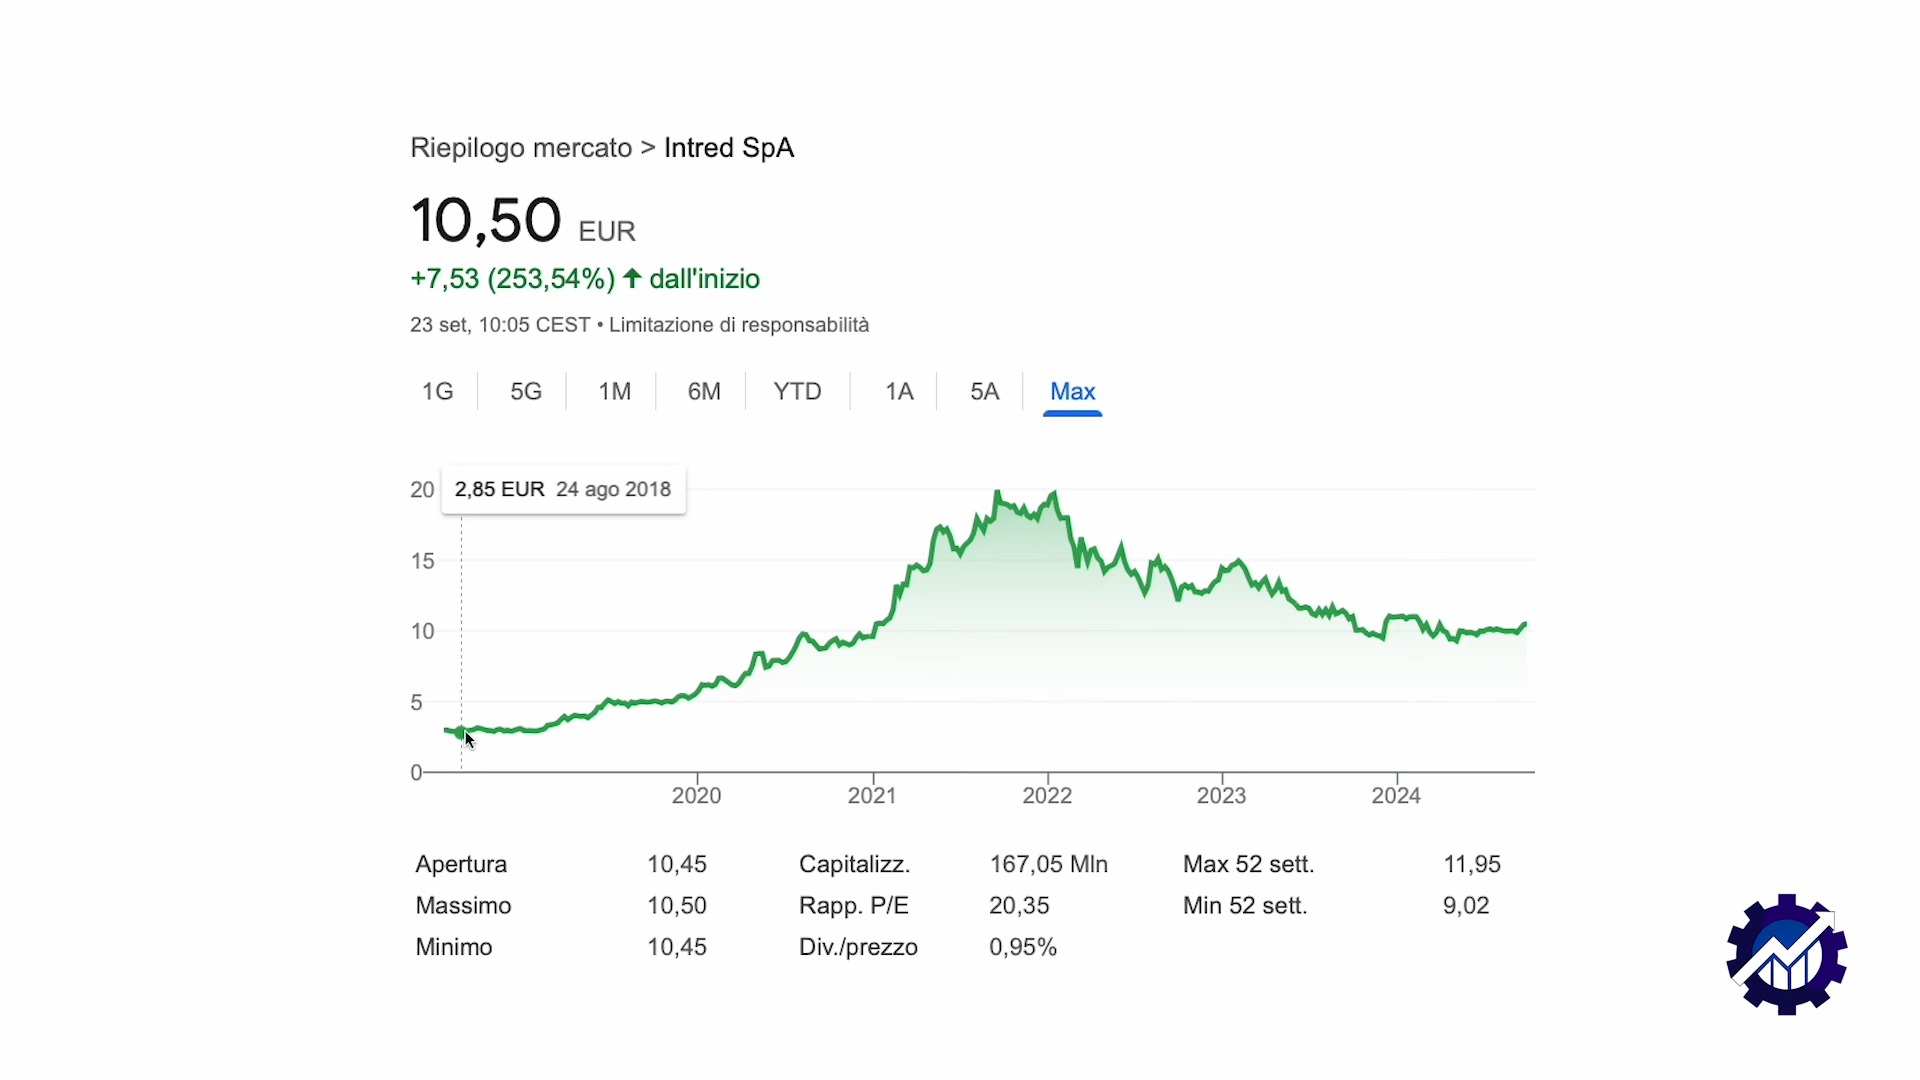 Riepilogo mercato > Intred SpA
10,50 EUR
+7,53 (253,54%) ↑ dall'inizio
23 set, 10:05 CEST • Limitazione di responsabilità
1G 5G 1M 6M YTD 1A 5A Max
2,85 EUR 24 ago 2018
20
15
10
5
0
2020 2021 2022 2023 2024
Apertura 10,45 Capitalizz. 167,05 Mln Max 52 sett. 11,95
Massimo 10,50 Rapp. P/E 20,35 Min 52 sett. 9,02
Minimo 10,45 Div./prezzo 0,95%